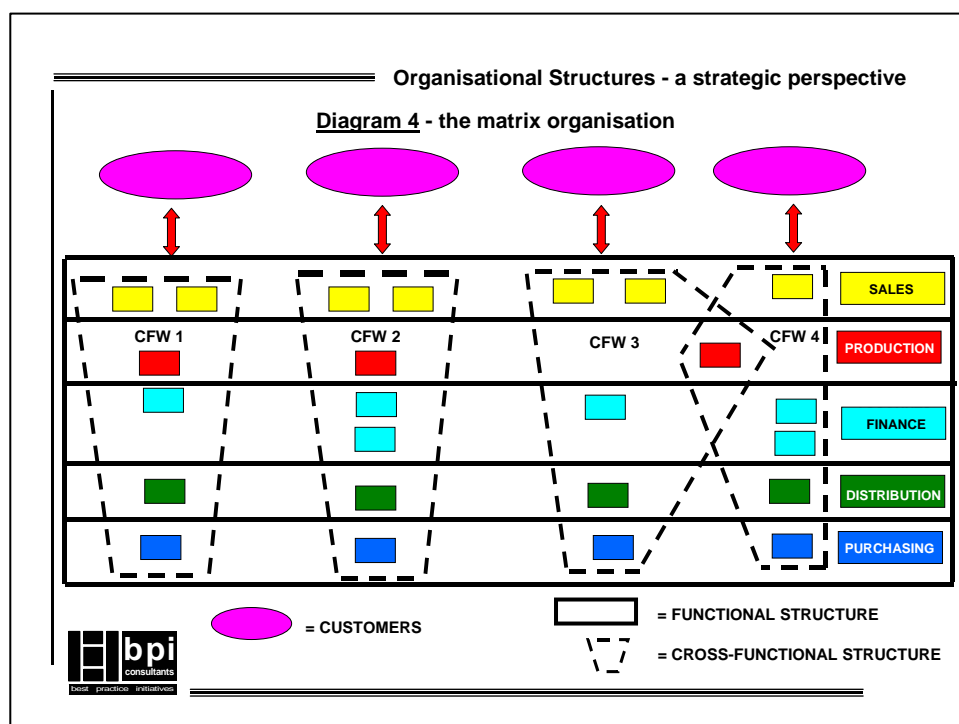 Organisational Structures - a strategic perspective
Diagram 4 - the matrix organisation
SALES
CFW 1
CFW 2
CFW 3
CFW 4
PRODUCTION
FINANCE
DISTRIBUTION
PURCHASING
= CUSTOMERS
= FUNCTIONAL STRUCTURE
= CROSS-FUNCTIONAL STRUCTURE
bpi
consultants
best practice initiatives